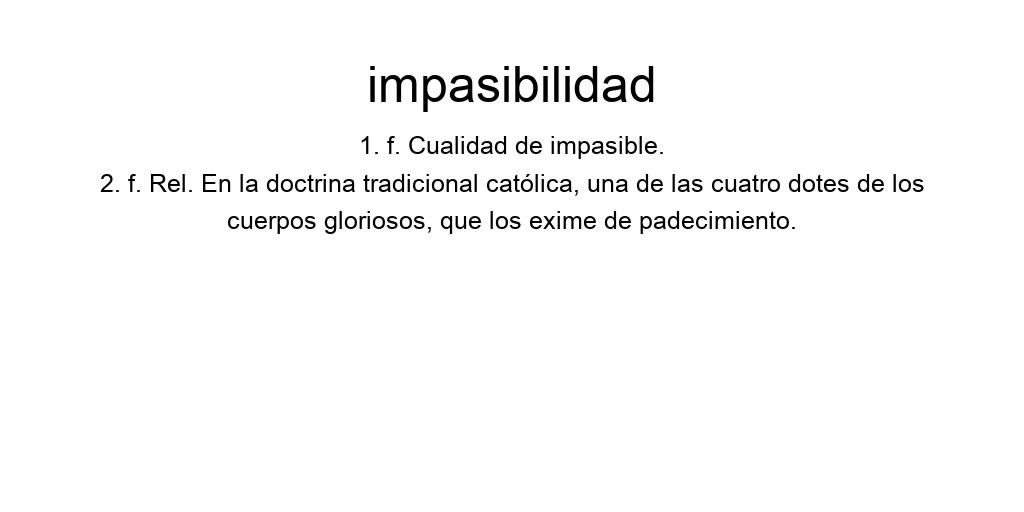 impasibilidad
1. f. Cualidad de impasible.
2. f. Rel. En la doctrina tradicional católica, una de las cuatro dotes de los
cuerpos gloriosos, que los exime de padecimiento.